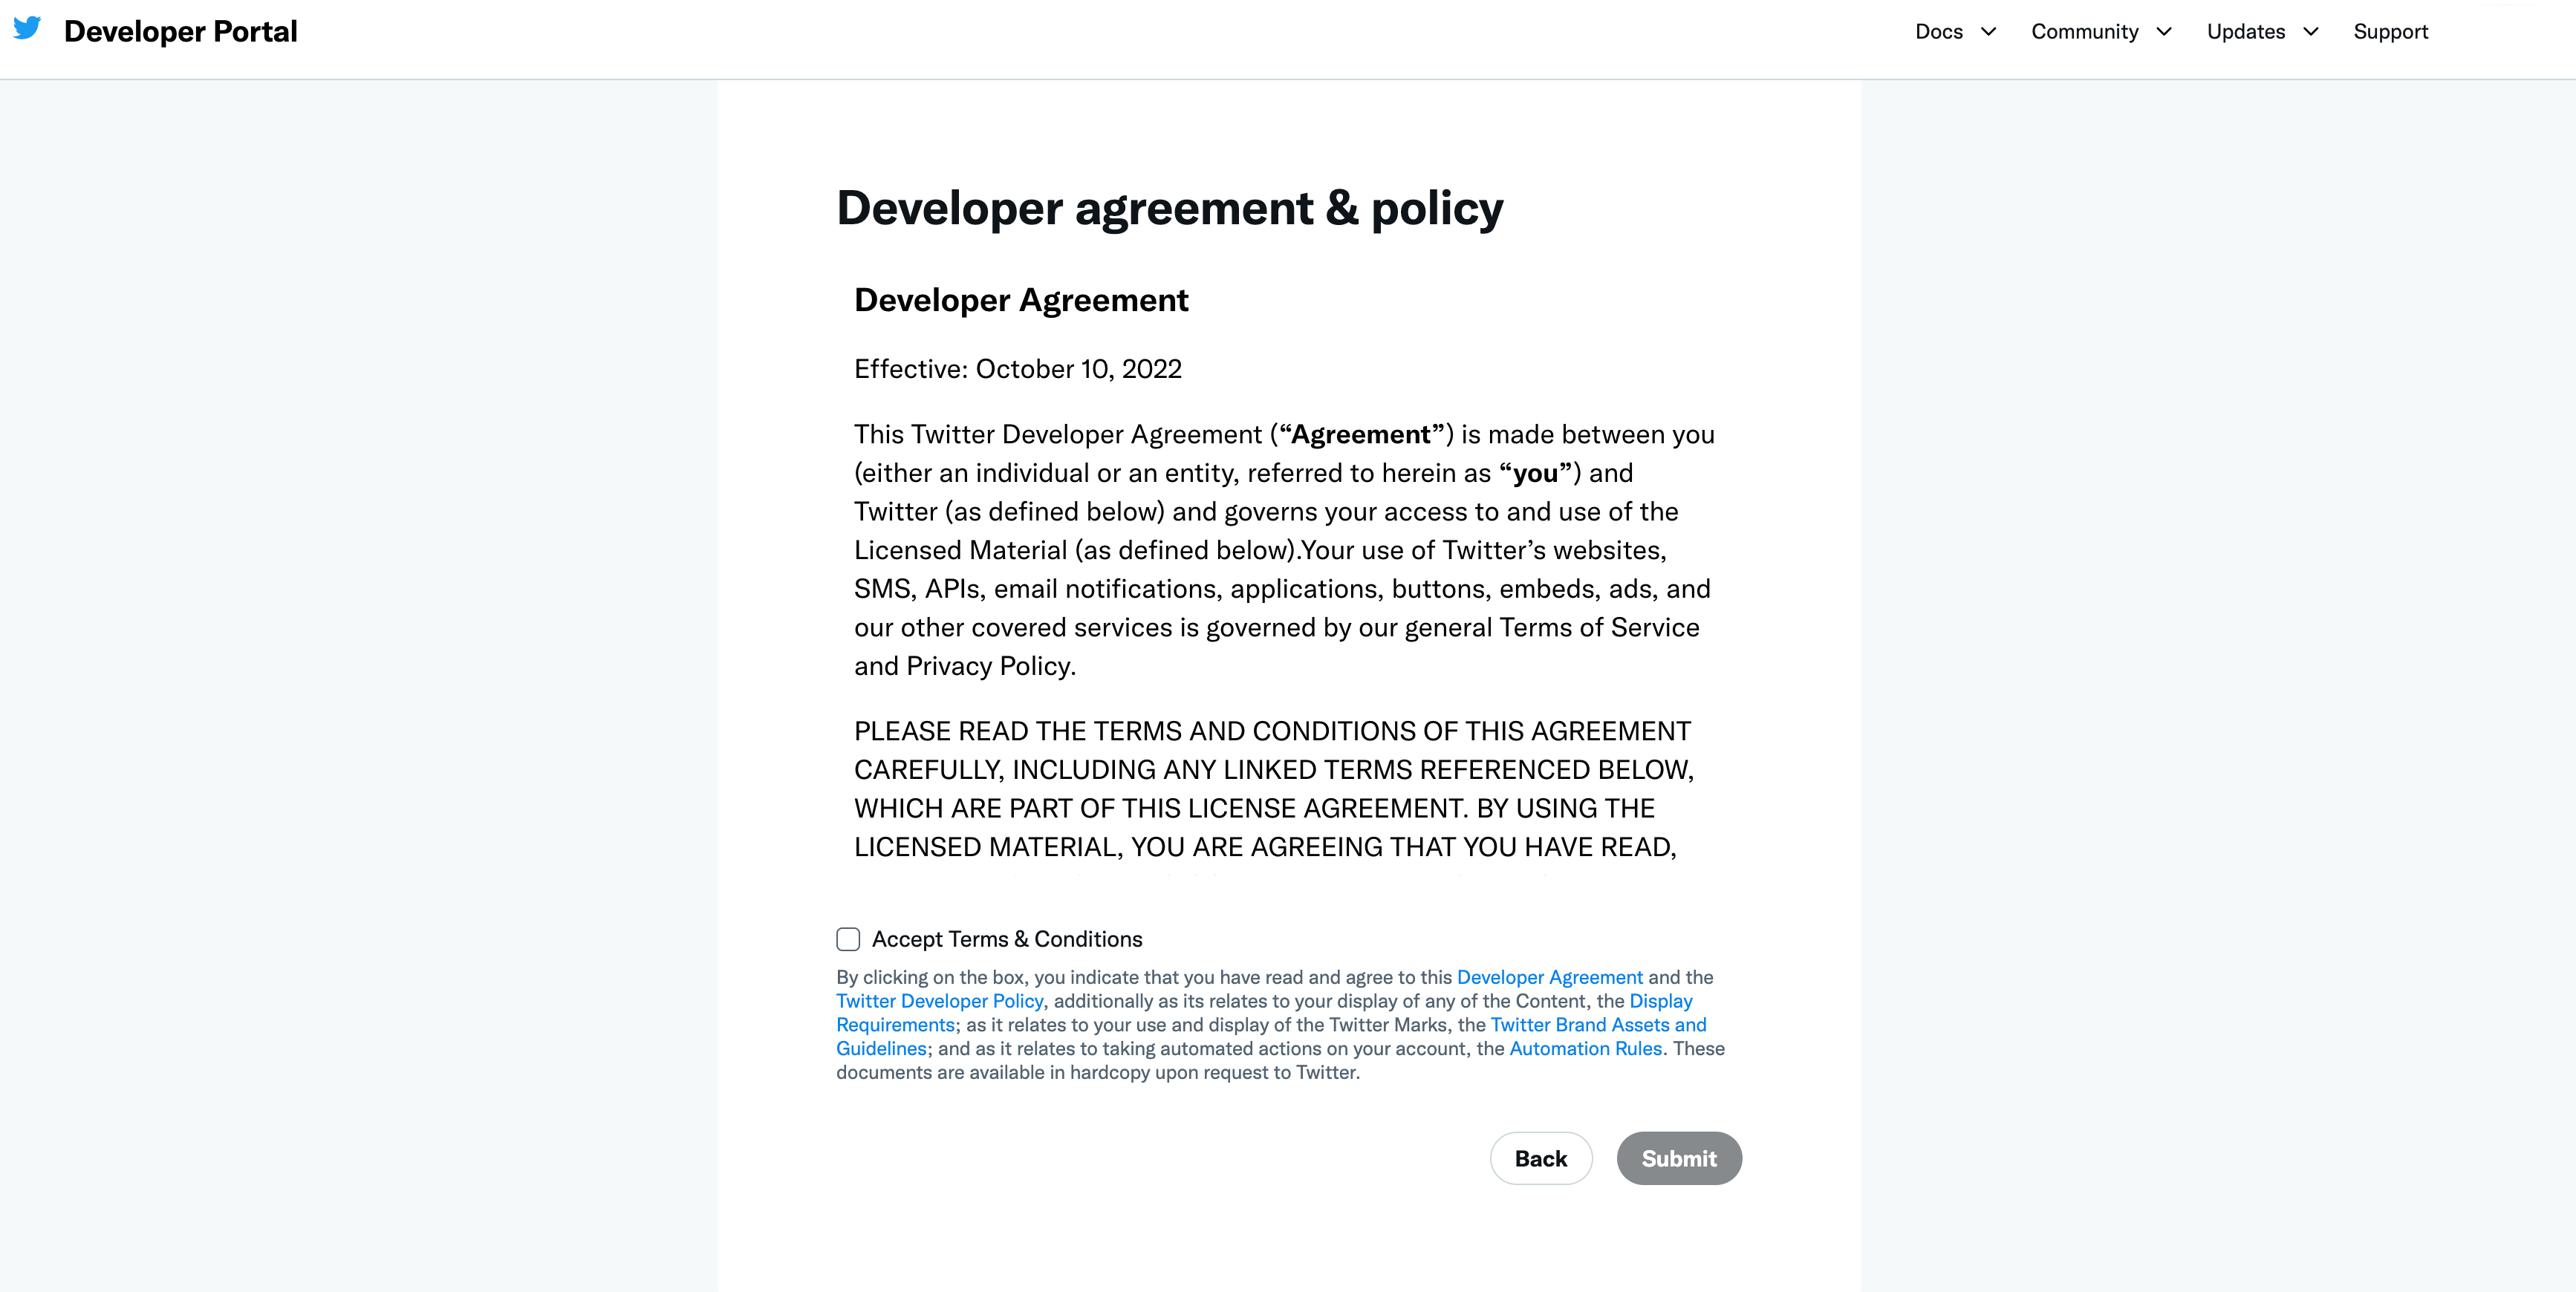 Developer Portal
Docs
Community
Updates
Support
Developer agreement & policy
Developer Agreement
Effective: October 10, 2022
This Twitter Developer Agreement (“Agreement”) is made between you
(either an individual or an entity, referred to herein as “you”) and
Twitter (as defined below) and governs your access to and use of the
Licensed Material (as defined below).Your use of Twitter’s websites,
SMS, APIs, email notifications, applications, buttons, embeds, ads, and
our other covered services is governed by our general Terms of Service
and Privacy Policy.
PLEASE READ THE TERMS AND CONDITIONS OF THIS AGREEMENT
CAREFULLY, INCLUDING ANY LINKED TERMS REFERENCED BELOW,
WHICH ARE PART OF THIS LICENSE AGREEMENT. BY USING THE
LICENSED MATERIAL, YOU ARE AGREEING THAT YOU HAVE READ,
Accept Terms & Conditions
By clicking on the box, you indicate that you have read and agree to this Developer Agreement and the
Twitter Developer Policy, additionally as its relates to your display of any of the Content, the Display
Requirements; as it relates to your use and display of the Twitter Marks, the Twitter Brand Assets and
Guidelines; and as it relates to taking automated actions on your account, the Automation Rules. These
documents are available in hardcopy upon request to Twitter.
Back
Submit